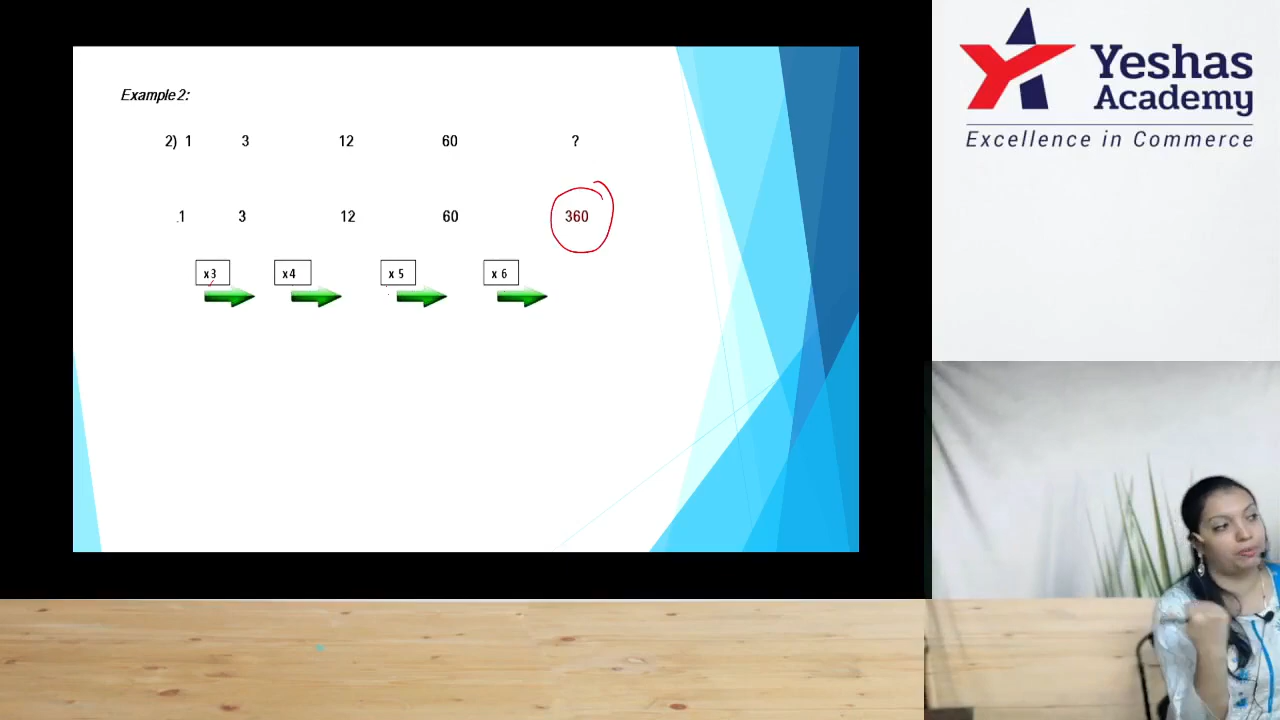 Example 2:
2) 1 3 12 60 ?
1 3 12 60 360
x3 x4 x 5 x 6
Yeshas
Academy
Excellence in Commerce